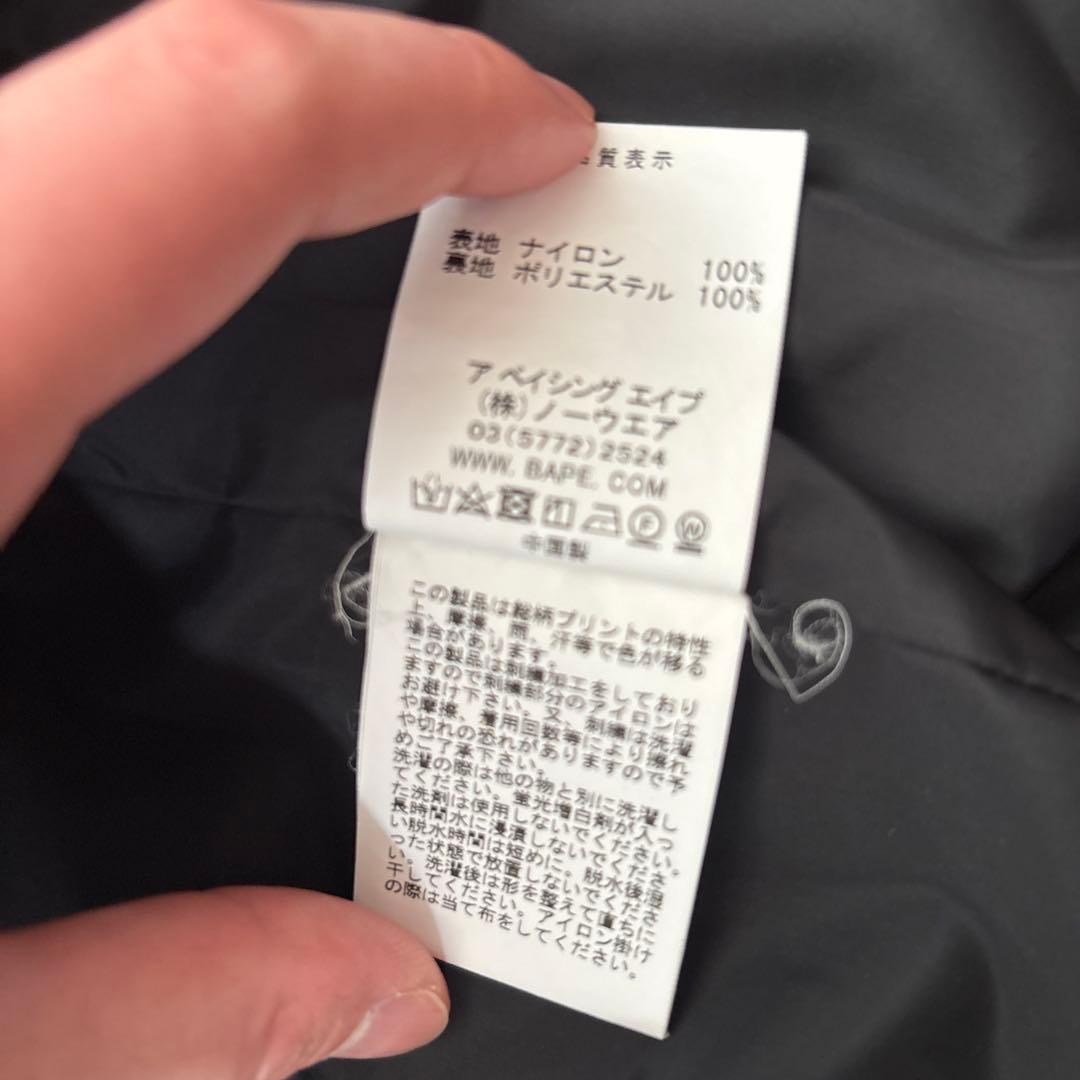 質表示
表地 ナイロン 100%
裏地 ポリエステル 100%
ア ベイシング エイプ
(株)ノーウエア
03(5772)2524
WWW. BAPE. COM
F W
中国製
この製品は総柄プリントの特性
上、摩擦、雨、汗等で色が移る
場合があります。
この製品は刺繍加工をしており
ますので刺繍部分のアイロンは
お避け下さい。又、刺繍は洗濯
や摩擦、着用回数等により擦れ
や切れの恐れがありますので予
めご了承下さい。
洗濯の際は他の物と別に洗濯し
てください。蛍光増白剤が入っ
た洗剤は使用しないでください。
長時間水に浸漬しないでくださ
い脱水時間は短めに。脱水後湿
った状態で放置しないでくださ
い。洗濯後は形を整えて直ちに
干してください。アイロン掛け
の際は当て布をしてください。